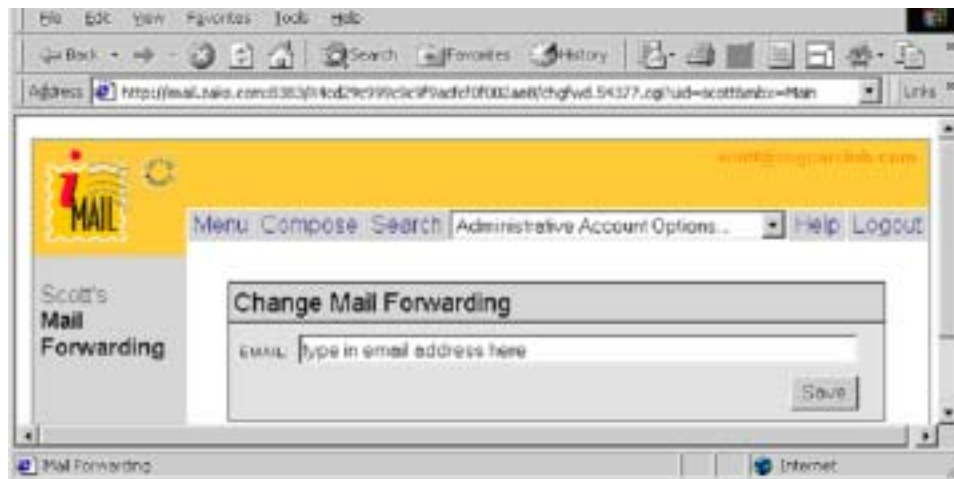 File Edit View Favorites Tools Help
Back Search Favorites History
Address Links
iMAIL
Menu Compose Search Administrative Account Options... Help Logout
Scott's
Mail
Forwarding
Change Mail Forwarding
EMAIL: type in email address here
Save
Mail Forwarding Internet